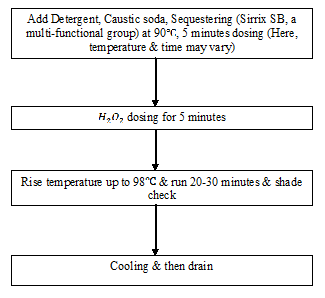 Add Detergent, Caustic soda, Sequestering (Sirrix SB, a
multi-functional group) at 90℃, 5 minutes dosing (Here,
temperature & time may vary)
H₂O₂ dosing for 5 minutes
Rise temperature up to 98℃ & run 20-30 minutes & shade
check
Cooling & then drain